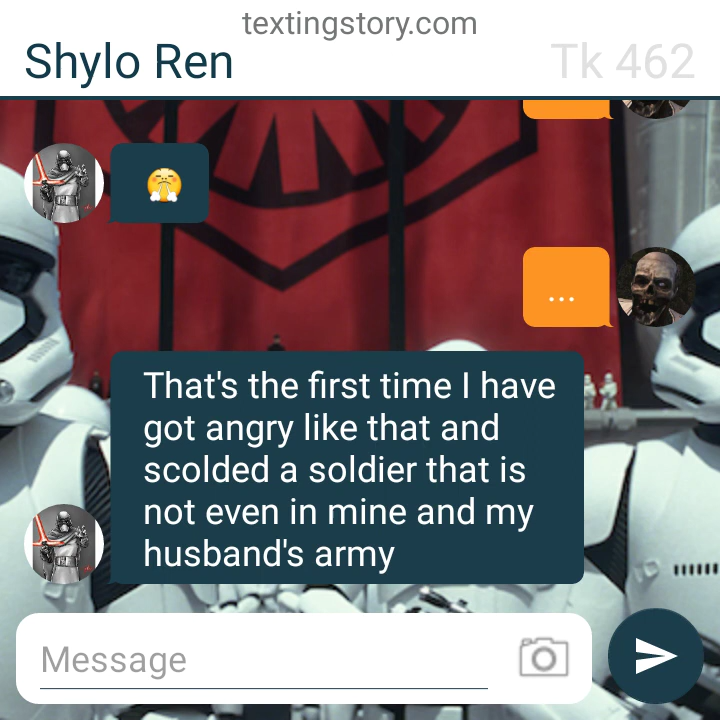 textingstory.com
Shylo Ren
Tk 462
😤
...
That's the first time I have
got angry like that and
scolded a soldier that is
not even in mine and my
husband's army
Message